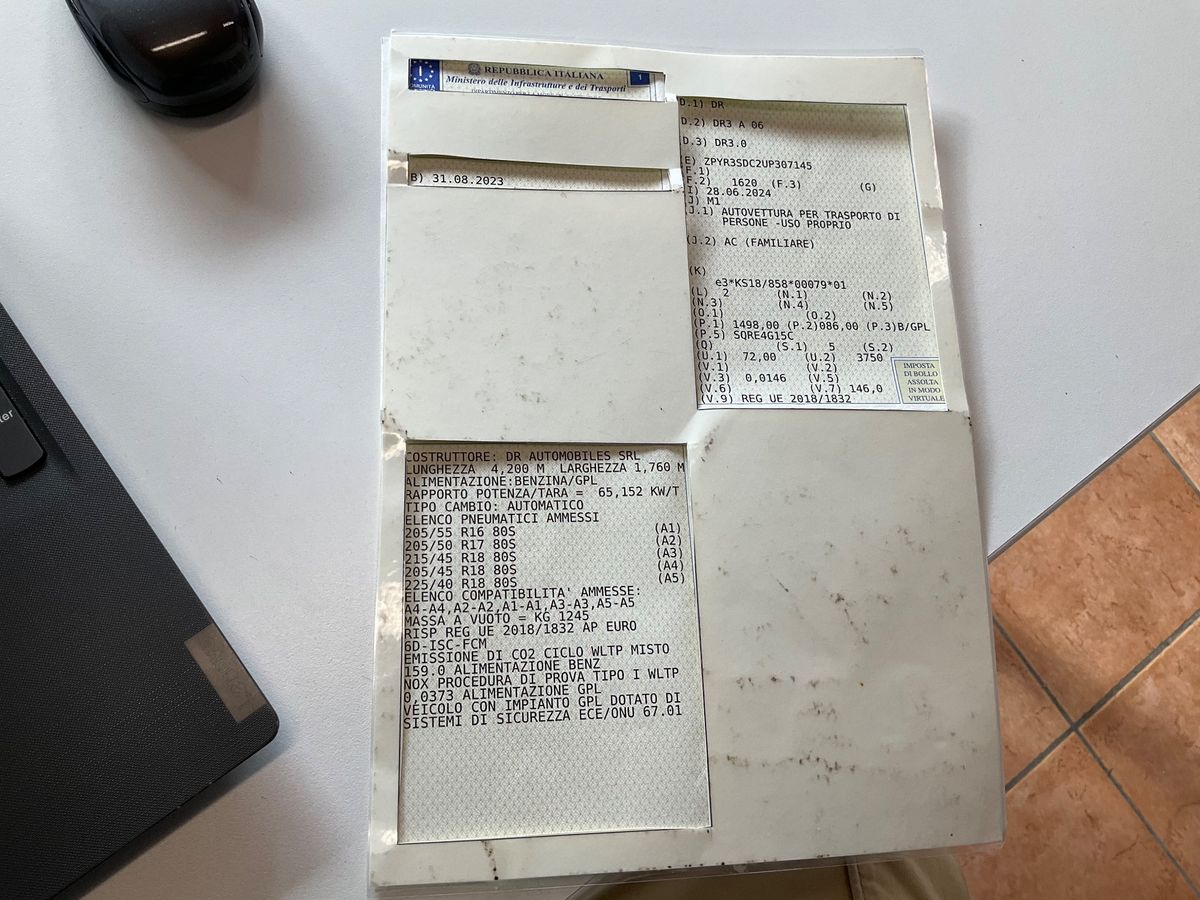 REPUBBLICA ITALIANA
Ministero delle Infrastrutture e dei Trasporti
I
1
B) 31.08.2023
D.1) DR
D.2) DR3 A 06
D.3) DR3.0
E) ZPYR3SDC2UP307145
F.1)
F.2) 1620 (F.3) (G)
I) 28.06.2024
J) M1
J.1) AUTOVETTURA PER TRASPORTO DI
PERSONE -USO PROPRIO
(J.2) AC (FAMILIARE)
(K)
e3*KS18/858*00079*01
(L) 2 (N.1) (N.2)
(N.3) (N.4) (N.5)
(O.1) (O.2)
(P.1) 1498,00 (P.2)086,00 (P.3)B/GPL
(P.5) SQRE4G15C
(Q) (S.1) 5 (S.2)
(U.1) 72,00 (U.2) 3750
(V.1) (V.2)
(V.3) 0,0146 (V.5)
(V.6) (V.7) 146,0
(V.9) REG UE 2018/1832
IMPOSTA
DI BOLLO
ASSOLTA
IN MODO
VIRTUALE
COSTRUTTORE: DR AUTOMOBILES SRL
LUNGHEZZA 4,200 M LARGHEZZA 1,760 M
ALIMENTAZIONE:BENZINA/GPL
RAPPORTO POTENZA/TARA = 65,152 KW/T
TIPO CAMBIO: AUTOMATICO
ELENCO PNEUMATICI AMMESSI
205/55 R16 80S (A1)
205/50 R17 80S (A2)
215/45 R18 80S (A3)
205/45 R18 80S (A4)
225/40 R18 80S (A5)
ELENCO COMPATIBILITA' AMMESSE:
A4-A4,A2-A2,A1-A1,A3-A3,A5-A5
MASSA A VUOTO = KG 1245
RISP REG UE 2018/1832 AP EURO
6D-ISC-FCM
EMISSIONE DI CO2 CICLO WLTP MISTO
159.0 ALIMENTAZIONE BENZ
NOX PROCEDURA DI PROVA TIPO I WLTP
0,0373 ALIMENTAZIONE GPL
VEICOLO CON IMPIANTO GPL DOTATO DI
SISTEMI DI SICUREZZA ECE/ONU 67.01